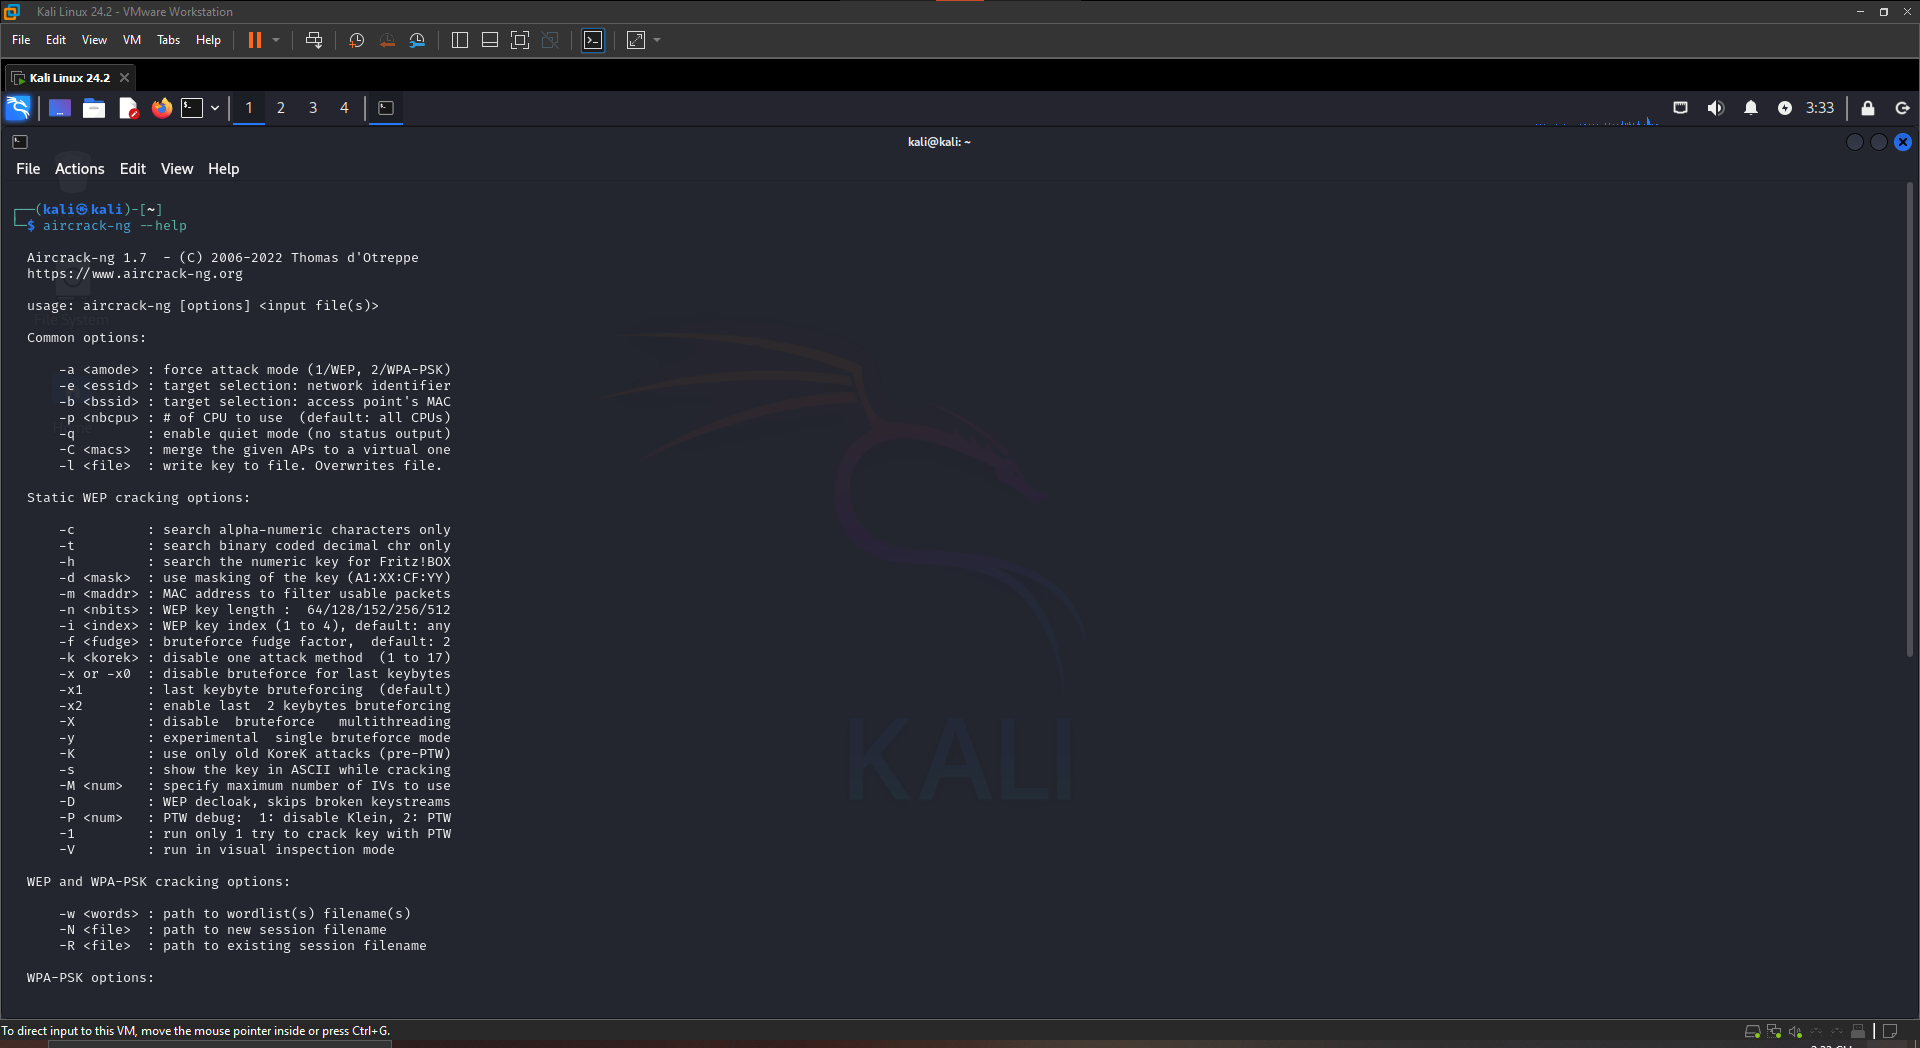 Kali Linux 24.2 - VMware Workstation
File Edit View VM Tabs Help
Kali Linux 24.2
1 2 3 4
3:33
kali@kali: ~
File Actions Edit View Help
┌──(kali㉿kali)-[~]
└─$ aircrack-ng --help
Aircrack-ng 1.7  - (C) 2006-2022 Thomas d'Otreppe
https://www.aircrack-ng.org
usage: aircrack-ng [options] <input file(s)>
File System
Common options:
-a <amode> : force attack mode (1/WEP, 2/WPA-PSK)
-e <essid> : target selection: network identifier
-b <bssid> : target selection: access point's MAC
-p <nbcpu> : # of CPU to use  (default: all CPUs)
-q         : enable quiet mode (no status output)
-C <macs>  : merge the given APs to a virtual one
-l <file>  : write key to file. Overwrites file.
Static WEP cracking options:
-c         : search alpha-numeric characters only
-t         : search binary coded decimal chr only
-h         : search the numeric key for Fritz!BOX
-d <mask>  : use masking of the key (A1:XX:CF:YY)
-m <maddr> : MAC address to filter usable packets
-n <nbits> : WEP key length :  64/128/152/256/512
-i <index> : WEP key index (1 to 4), default: any
-f <fudge> : bruteforce fudge factor,  default: 2
-k <korek> : disable one attack method  (1 to 17)
-x or -x0  : disable bruteforce for last keybytes
-x1        : last keybyte bruteforcing  (default)
-x2        : enable last  2 keybytes bruteforcing
-X         : disable  bruteforce   multithreading
-y         : experimental  single bruteforce mode
-K         : use only old KoreK attacks (pre-PTW)
-s         : show the key in ASCII while cracking
-M <num>   : specify maximum number of IVs to use
-D         : WEP decloak, skips broken keystreams
-P <num>   : PTW debug:  1: disable Klein, 2: PTW
-1         : run only 1 try to crack key with PTW
-V         : run in visual inspection mode
KALI
WEP and WPA-PSK cracking options:
-w <words> : path to wordlist(s) filename(s)
-N <file>  : path to new session filename
-R <file>  : path to existing session filename
WPA-PSK options:
To direct input to this VM, move the mouse pointer inside or press Ctrl+G.